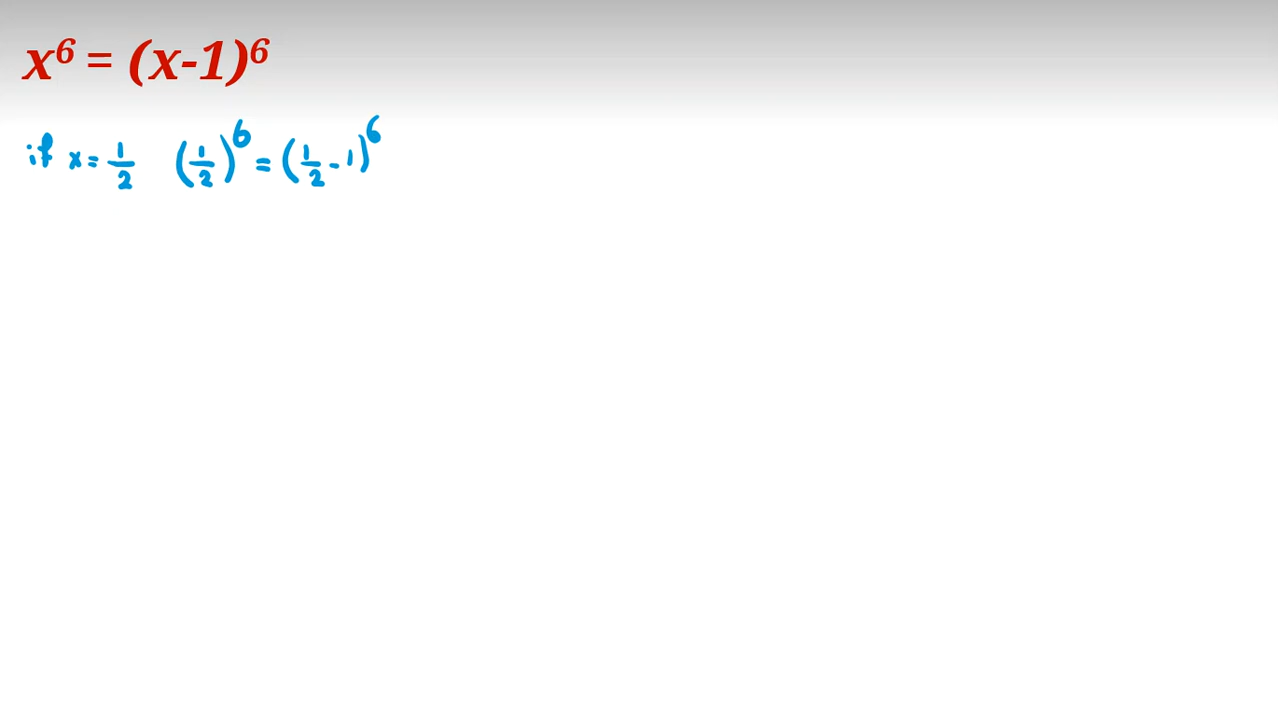 x⁶ = (x-1)⁶
if x = 1/2 (1/2)⁶ = (1/2 - 1)⁶